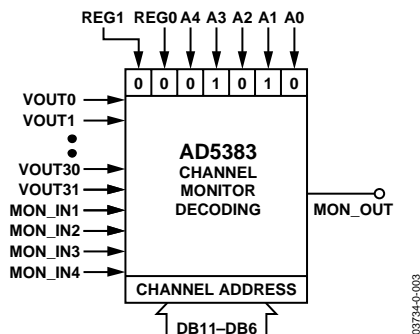 REG1 REG0 A4 A3 A2 A1 A0
0 0 0 1 0 1 0
VOUT0
VOUT1
VOUT30
VOUT31
MON_IN1
MON_IN2
MON_IN3
MON_IN4
AD5383
CHANNEL
MONITOR
DECODING
MON_OUT
CHANNEL ADDRESS
DB11–DB6
03734-0-003